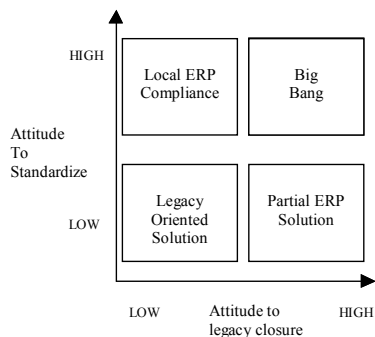 HIGH
Local ERP
Compliance
Big
Bang
Attitude
To
Standardize
LOW
Legacy
Oriented
Solution
Partial ERP
Solution
LOW
Attitude to
legacy closure
HIGH